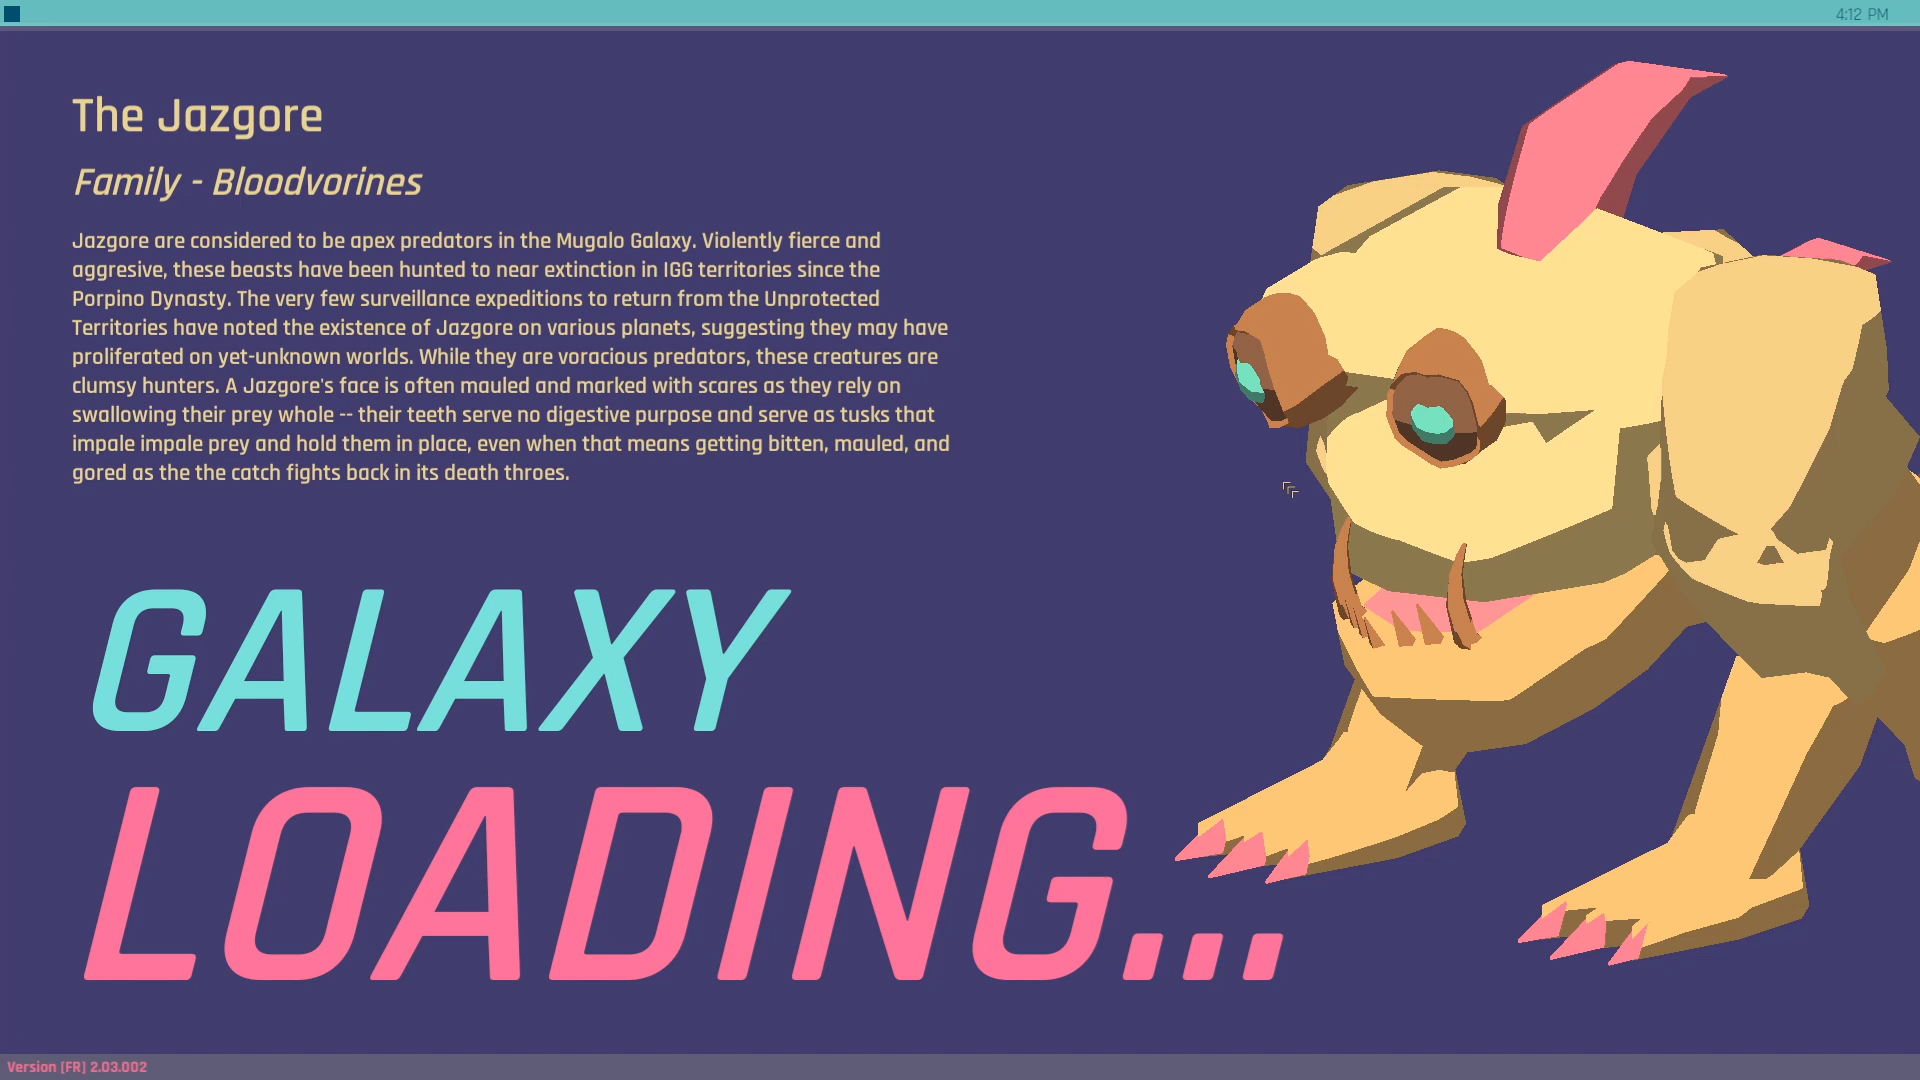 4:12 PM
The Jazgore
Family - Bloodvorines
Jazgore are considered to be apex predators in the Mugalo Galaxy. Violently fierce and
aggresive, these beasts have been hunted to near extinction in IGG territories since the
Porpino Dynasty. The very few surveillance expeditions to return from the Unprotected
Territories have noted the existence of Jazgore on various planets, suggesting they may have
proliferated on yet-unknown worlds. While they are voracious predators, these creatures are
clumsy hunters. A Jazgore's face is often mauled and marked with scares as they rely on
swallowing their prey whole -- their teeth serve no digestive purpose and serve as tusks that
impale impale prey and hold them in place, even when that means getting bitten, mauled, and
gored as the the catch fights back in its death throes.
GALAXY
LOADING...
Version [FR] 2.03.002